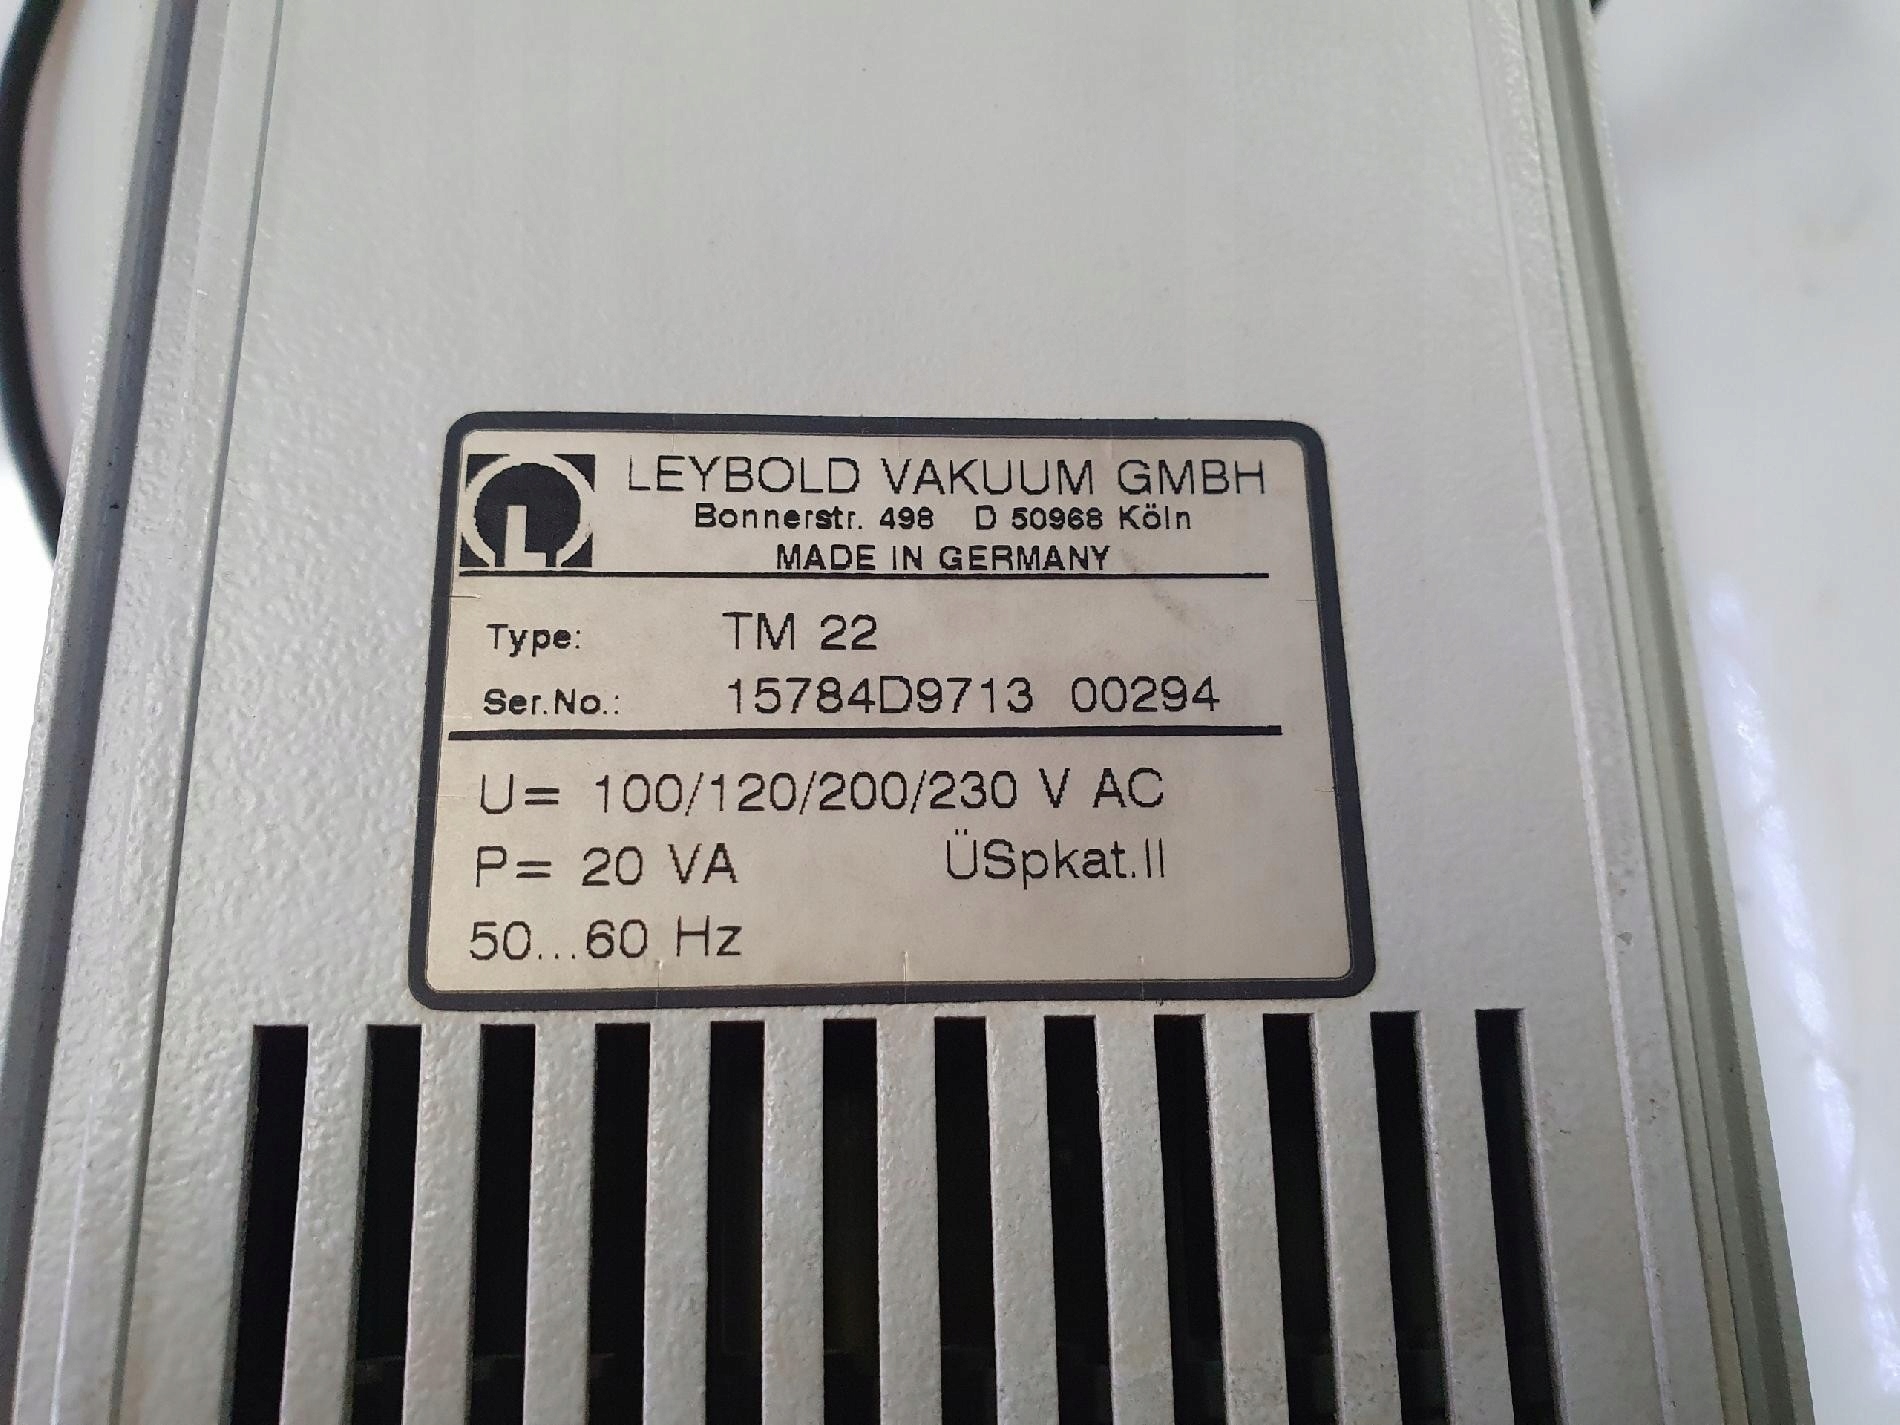 L
LEYBOLD VAKUUM GMBH
Bonnerstr. 498 D 50968 Köln
MADE IN GERMANY
Type: TM 22
Ser.No.: 15784D9713 00294
U= 100/120/200/230 V AC
P= 20 VA ÜSpkat.II
50...60 Hz